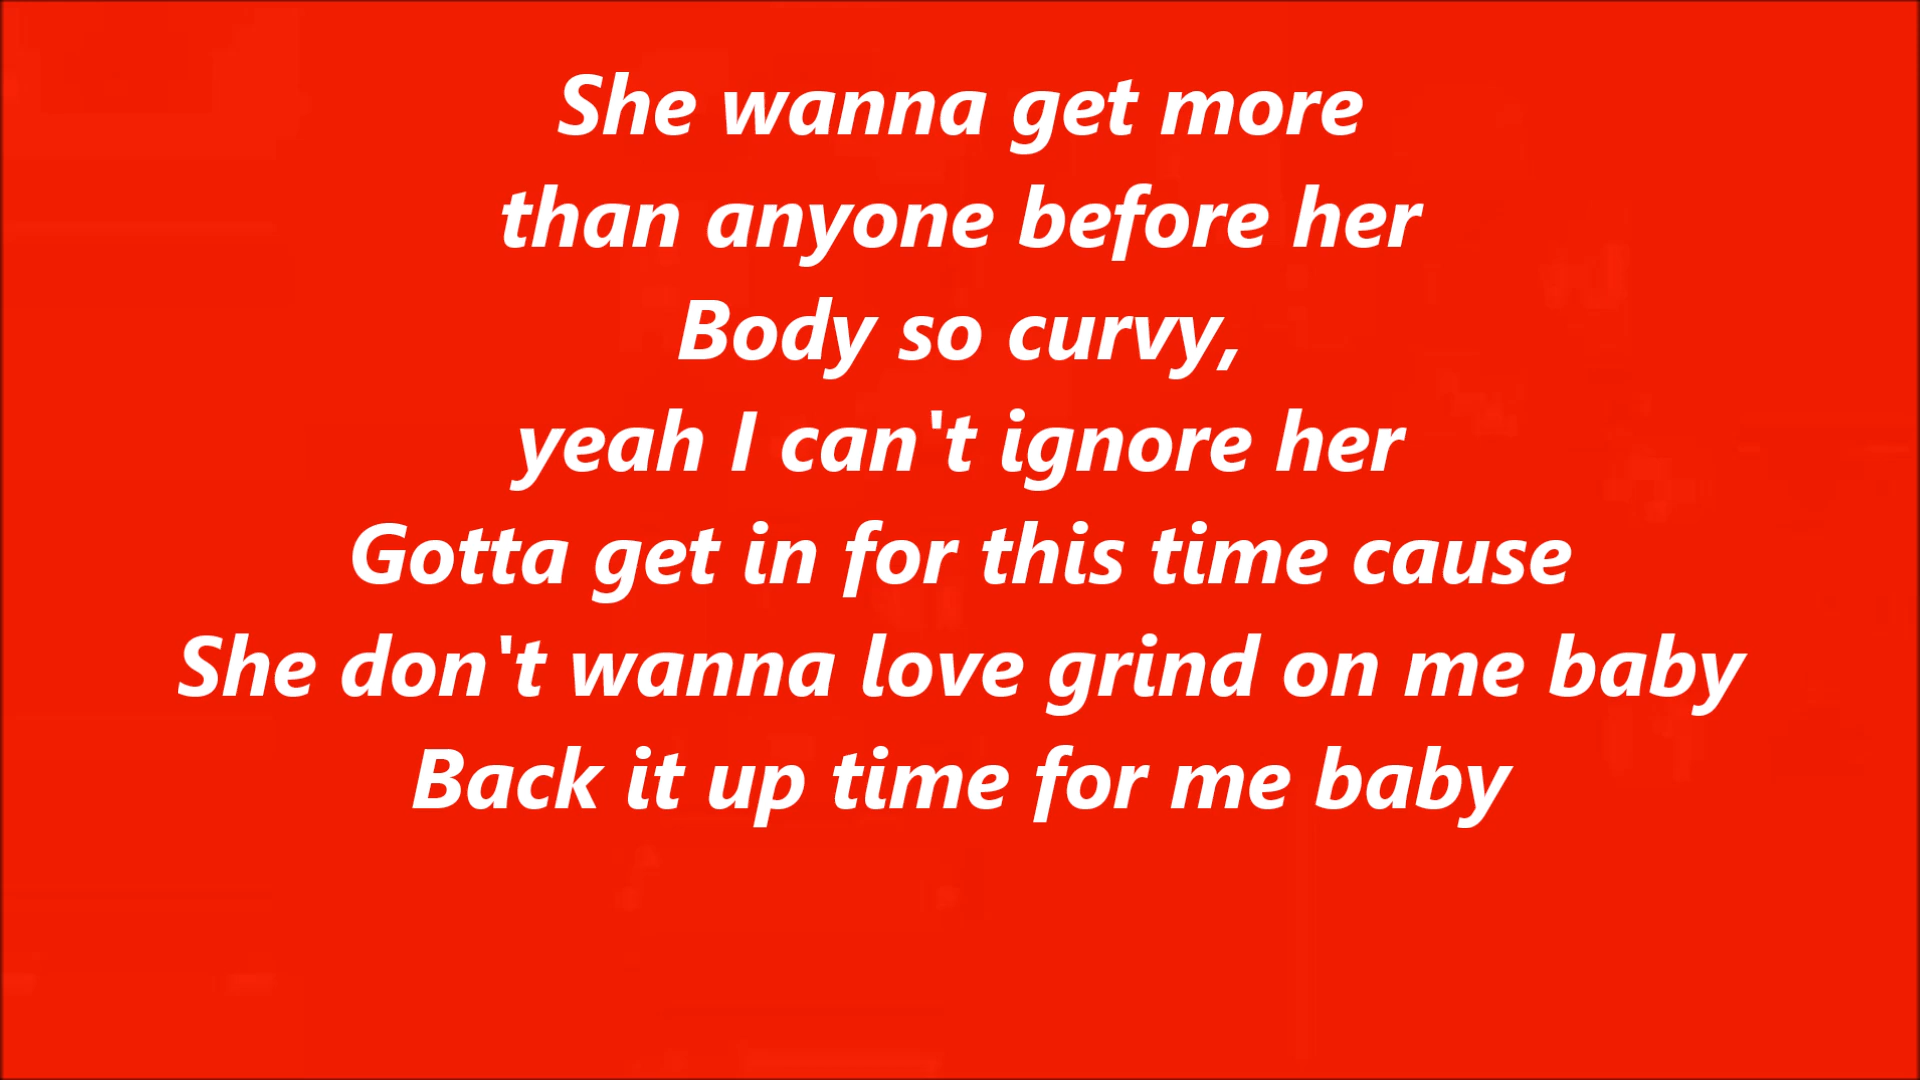 She wanna get more
than anyone before her
Body so curvy,
yeah I can't ignore her
Gotta get in for this time cause
She don't wanna love grind on me baby
Back it up time for me baby